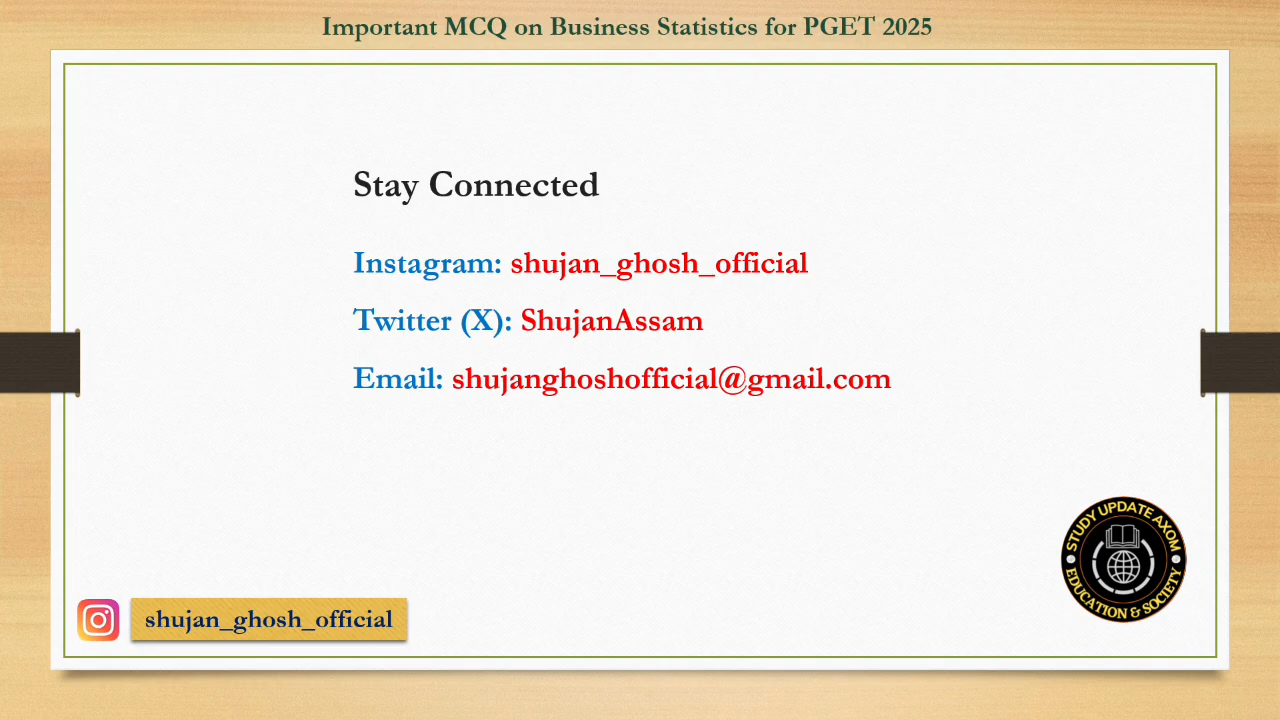 Important MCQ on Business Statistics for PGET 2025
Stay Connected
Instagram: shujan_ghosh_official
Twitter (X): ShujanAssam
Email: shujanghoshofficial@gmail.com
STUDY UPDATE AXOM
EDUCATION & SOCIETY
shujan_ghosh_official